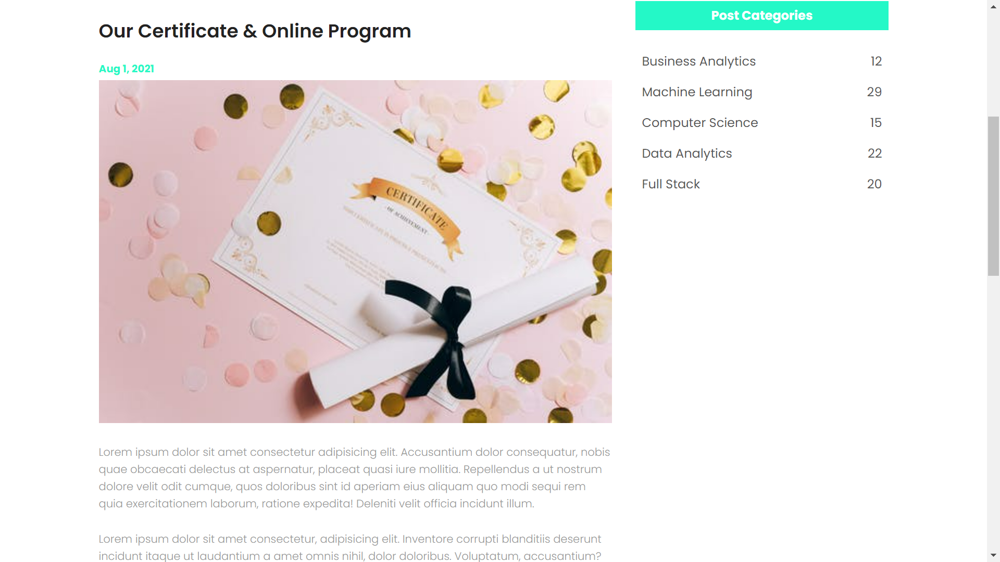 Our Certificate & Online Program
Aug 1, 2021
CERTIFICATE
OF ACHIEVEMENT
Lorem ipsum dolor sit amet consectetur adipisicing elit. Accusantium dolor consequatur, nobis
quae obcaecati delectus at aspernatur, placeat quasi iure mollitia. Repellendus a ut nostrum
dolore velit odit cumque, quos doloribus sint id aperiam eius aliquam quo modi sequi rem
quia exercitationem laborum, ratione expedita! Deleniti velit officia incidunt illum.
Lorem ipsum dolor sit amet consectetur, adipisicing elit. Inventore corrupti blanditiis deserunt
incidunt itaque ut laudantium a amet omnis nihil, dolor doloribus. Voluptatum, accusantium?
Post Categories
Business Analytics 12
Machine Learning 29
Computer Science 15
Data Analytics 22
Full Stack 20